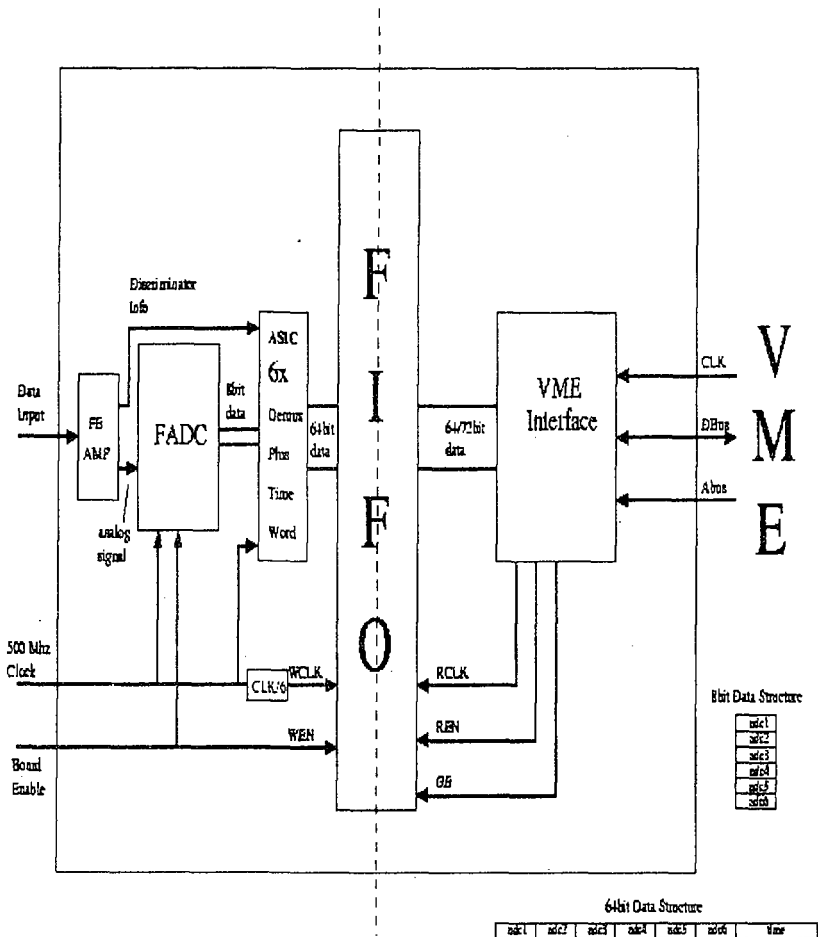 Discriminator
Info
Data
Input
FE
AMP
FADC
8bit
data
analog
signal
ASIC
6x
Demux
Plus
Time
Word
64bit
data
F
I
F
O
64/72bit
data
VME
Interface
CLK
DBus
Abus
V
M
E
500 Mhz
Clock
CLK/6
WCLK
RCLK
WEN
REN
Board
Enable
8bit Data Structure
adc1
adc2
adc3
adc4
adc5
adc6
64bit Data Structure
adc1 adc2 adc3 adc4 adc5 adc6 time